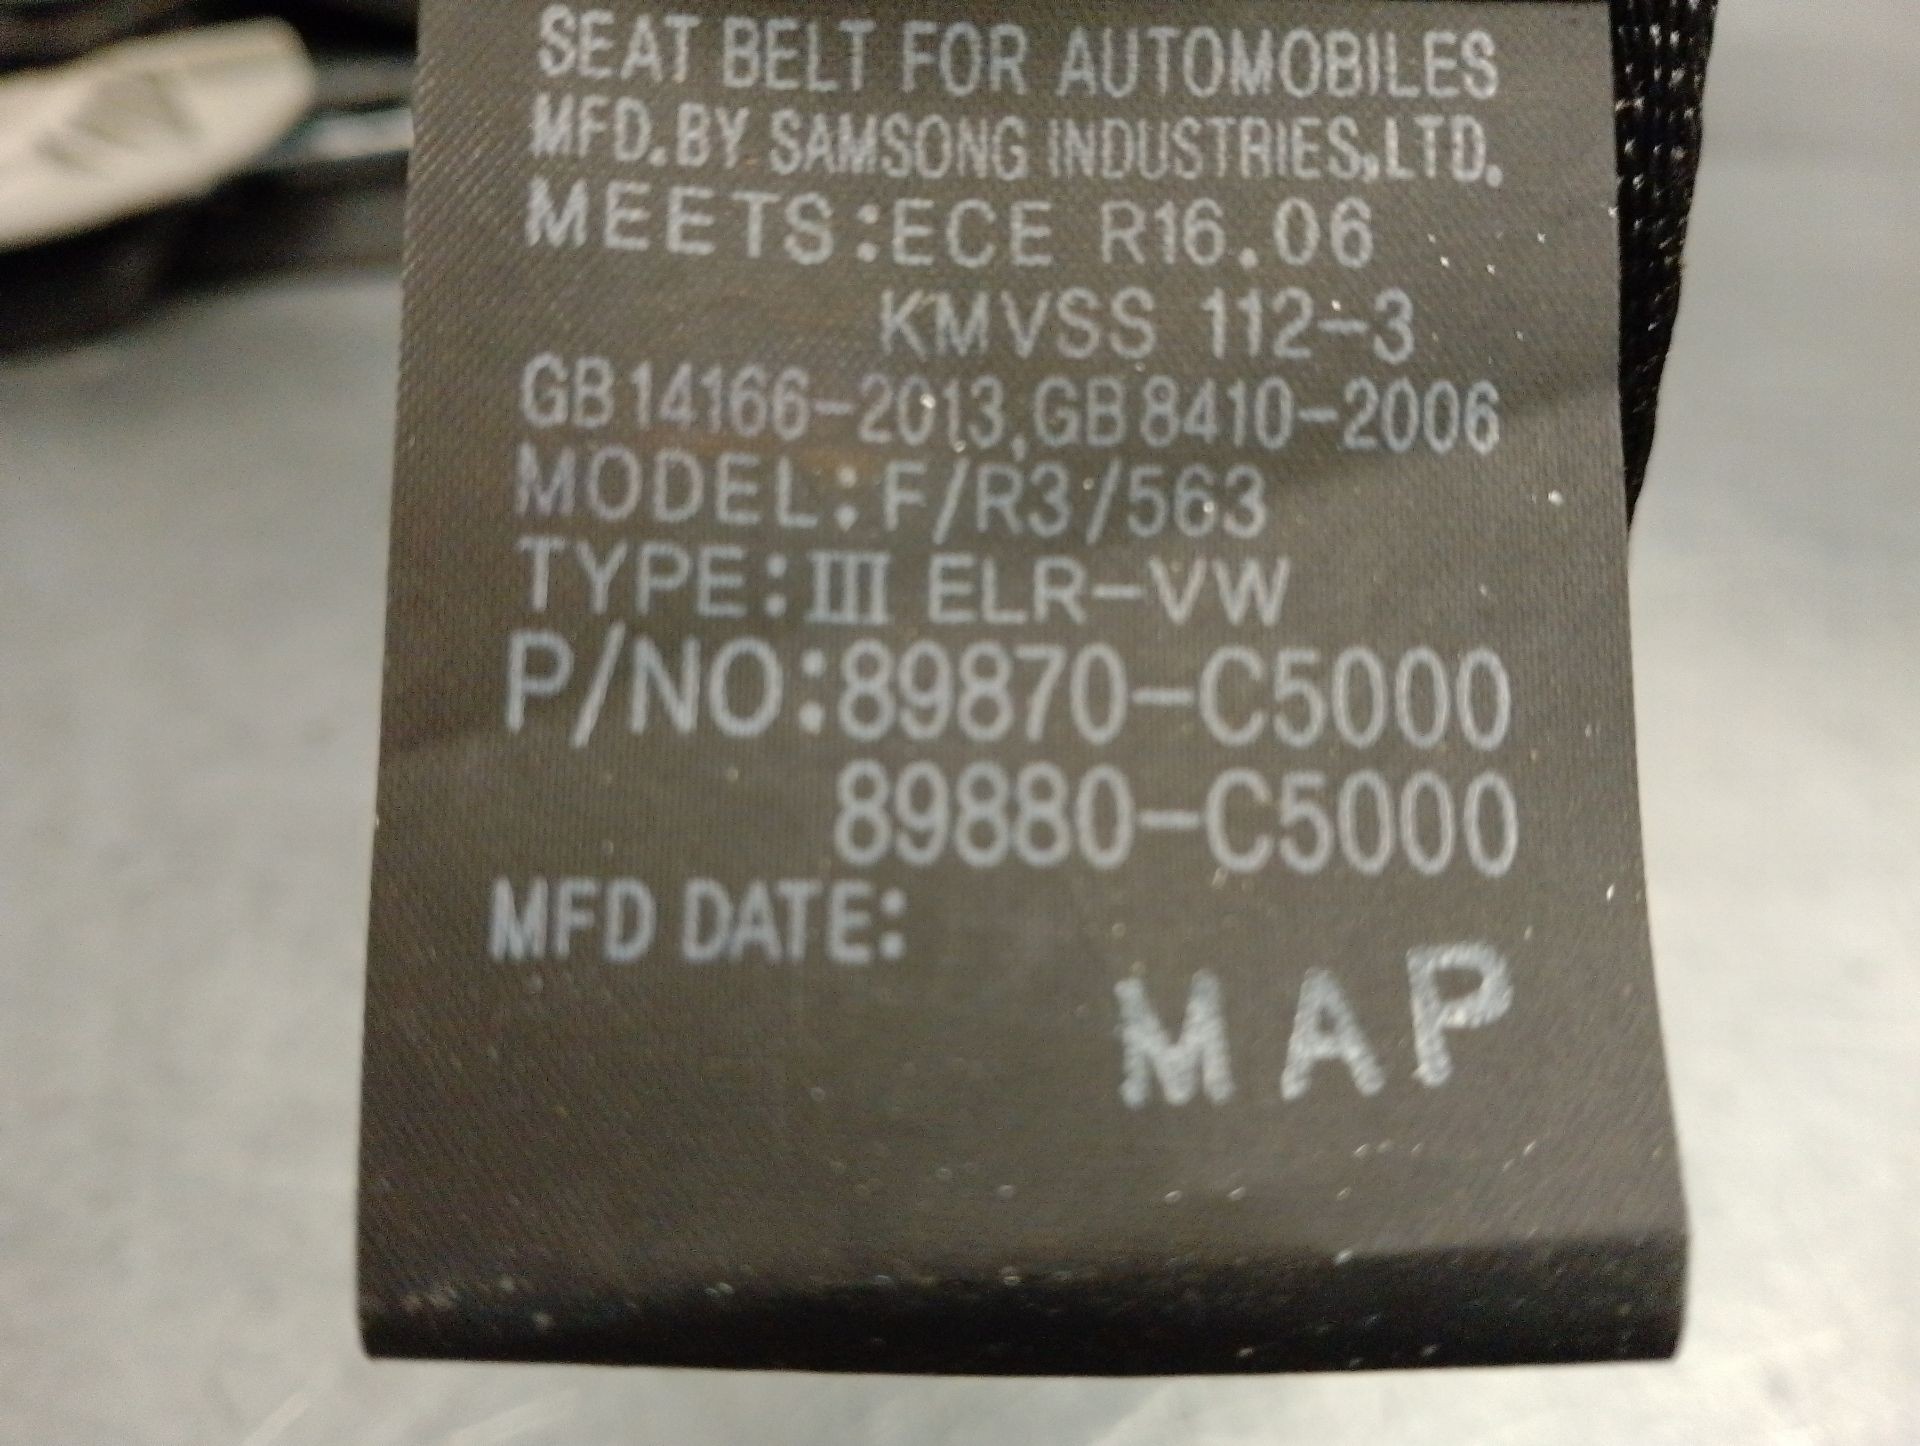 SEAT BELT FOR AUTOMOBILES
MFD.BY SAMSONG INDUSTRIES,LTD.
MEETS:ECE R16.06
KMVSS 112-3
GB14166-2013,GB8410-2006
MODEL:F/R3/563
TYPE:Ⅲ ELR-VW
P/NO:89870-C5000
89880-C5000
MFD DATE:
MAP